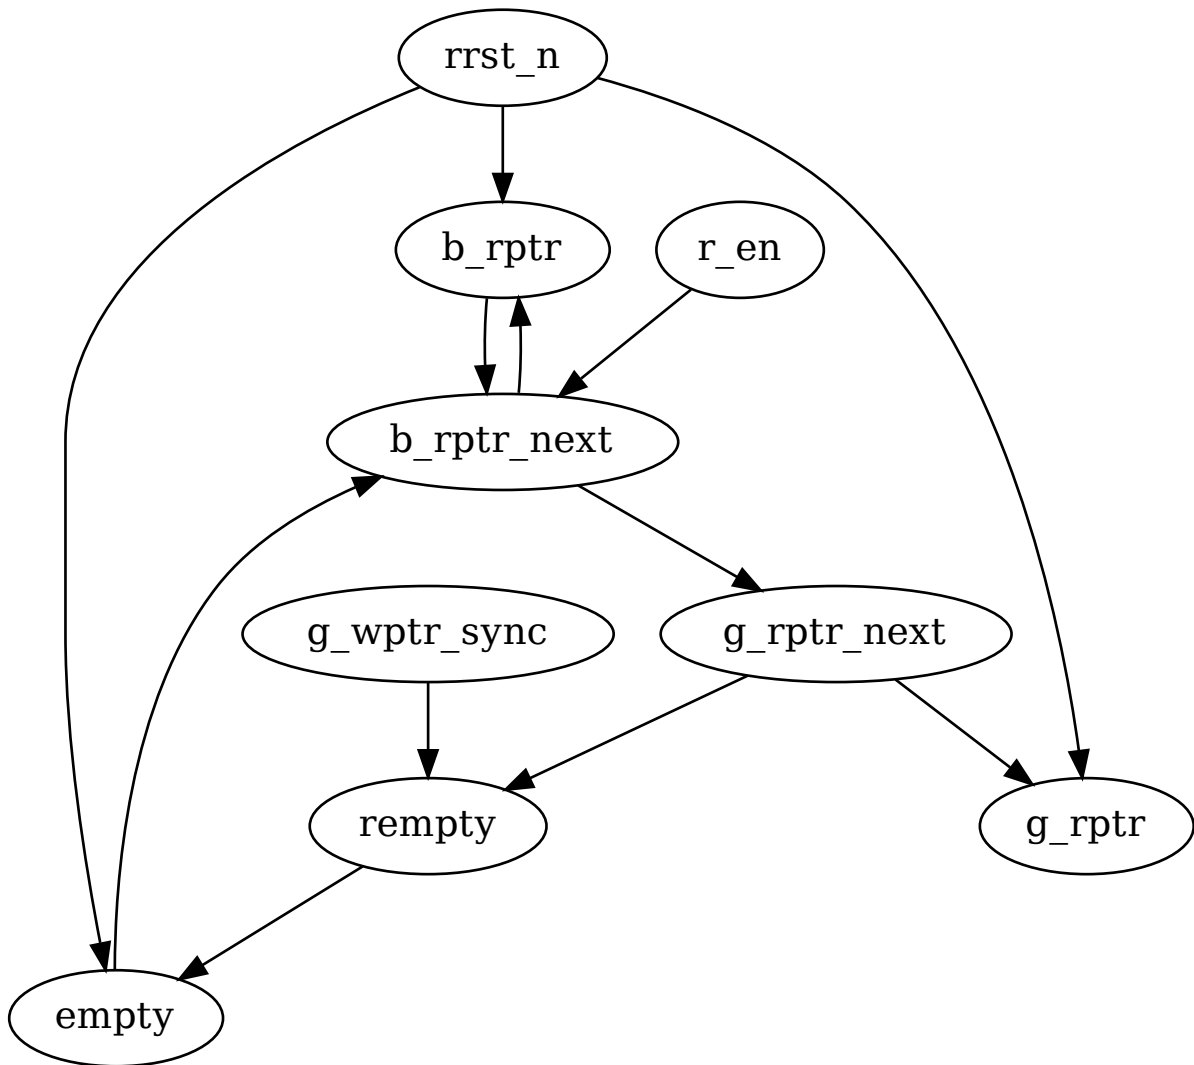 rrst_n
b_rptr
r_en
b_rptr_next
g_wptr_sync
g_rptr_next
rempty
g_rptr
empty